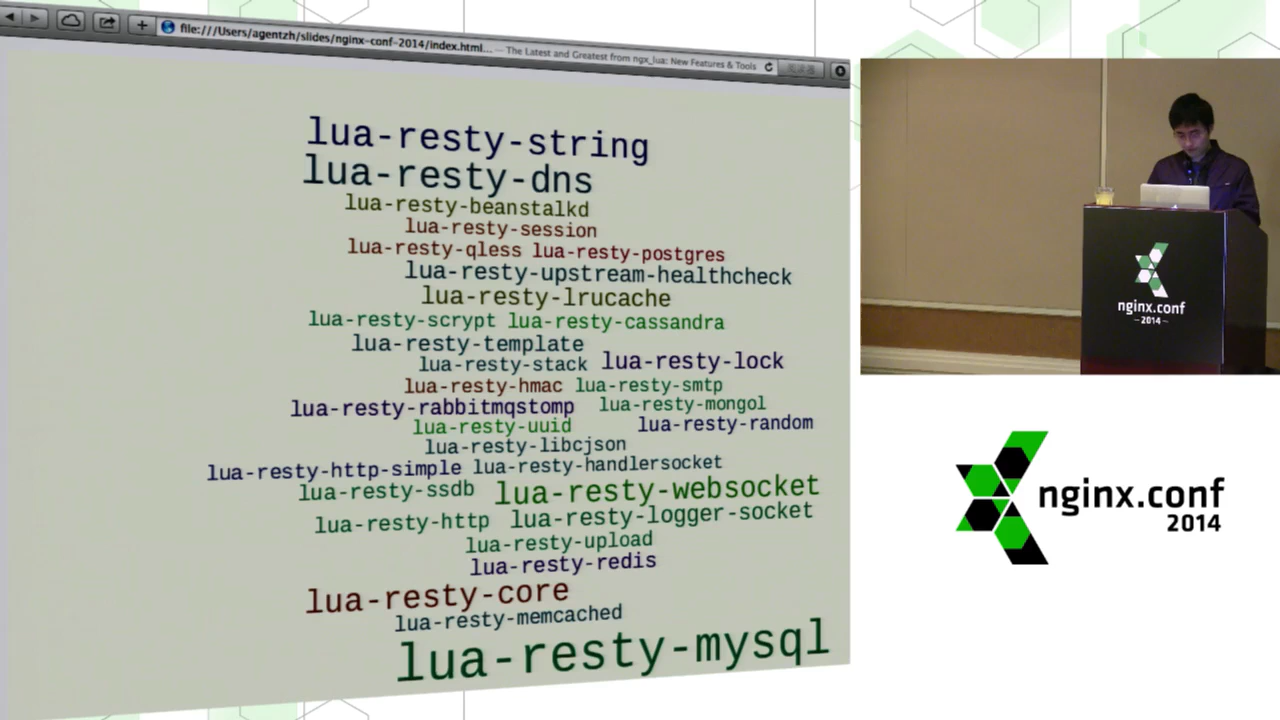 file:///Users/agentzh/slides/nginx-conf-2014/index.html... — The Latest and Greatest from ngx_lua: New Features & Tools
lua-resty-string
lua-resty-dns
lua-resty-beanstalkd
lua-resty-session
lua-resty-qless lua-resty-postgres
lua-resty-upstream-healthcheck
lua-resty-lrucache
lua-resty-scrypt lua-resty-cassandra
lua-resty-template
lua-resty-stack lua-resty-lock
lua-resty-hmac lua-resty-smtp
lua-resty-rabbitmqstomp lua-resty-mongol
lua-resty-uuid lua-resty-random
lua-resty-libcjson
lua-resty-http-simple lua-resty-handlersocket
lua-resty-ssdb lua-resty-websocket
lua-resty-http lua-resty-logger-socket
lua-resty-upload
lua-resty-redis
lua-resty-core
lua-resty-memcached
lua-resty-mysql
nginx.conf
—2014—
nginx.conf
2014